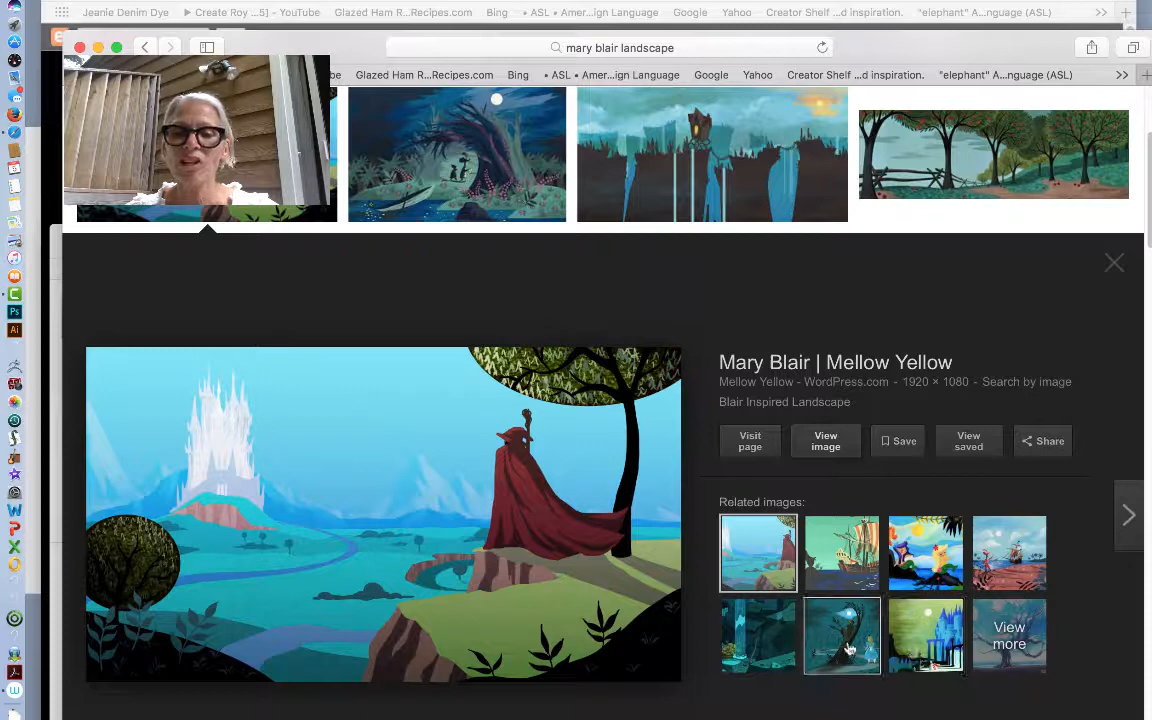 Jeanie Denim Dye
Create Roy ...5] - YouTube
Glazed Ham R...Recipes.com
Bing
• ASL • Amer...ign Language
Google
Yahoo
Creator Shelf ...d inspiration.
"elephant" A...nguage (ASL)
>>
+
mary blair landscape
be
Glazed Ham R...Recipes.com
Bing
• ASL • Amer...ign Language
Google
Yahoo
Creator Shelf ...d inspiration.
"elephant" A...nguage (ASL)
>>
+
Mary Blair | Mellow Yellow
Mellow Yellow - WordPress.com - 1920 × 1080 - Search by image
Blair Inspired Landscape
Visit
page
View
image
Save
View
saved
Share
Related images:
View
more
Ps
Ai